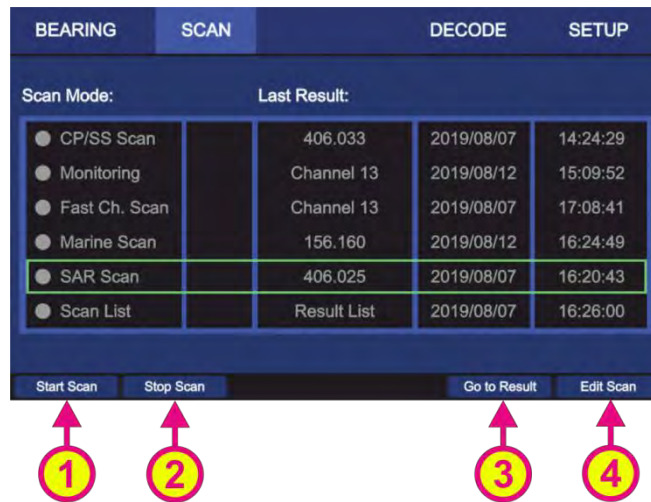 BEARING SCAN DECODE SETUP
Scan Mode: Last Result:
CP/SS Scan 406.033 2019/08/07 14:24:29
Monitoring Channel 13 2019/08/12 15:09:52
Fast Ch. Scan Channel 13 2019/08/07 17:08:41
Marine Scan 156.160 2019/08/12 16:24:49
SAR Scan 406.025 2019/08/07 16:20:43
Scan List Result List 2019/08/07 16:26:00
Start Scan Stop Scan Go to Result Edit Scan
1 2 3 4